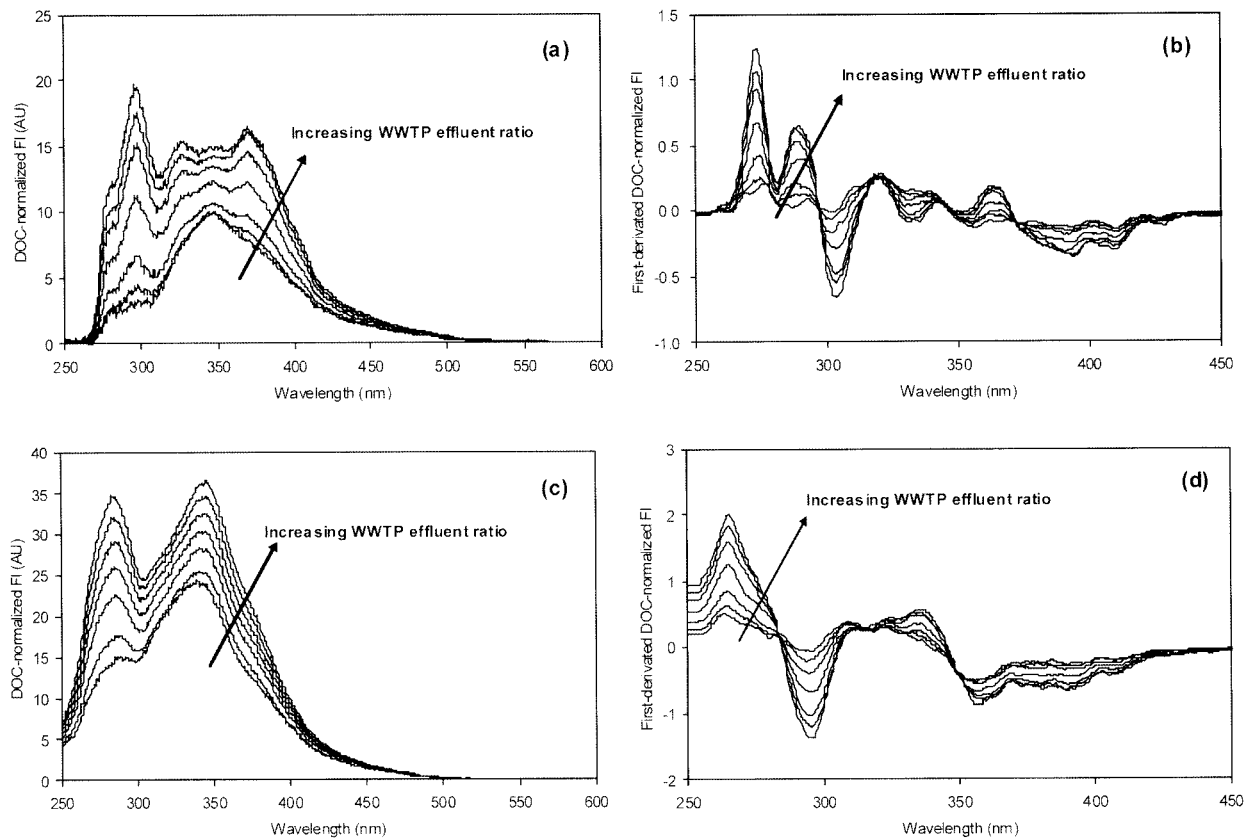 (a)
DOC-normalized FI (AU)
25
20
15
10
5
0
Increasing WWTP effluent ratio
250 300 350 400 450 500 550 600
Wavelength (nm)
(b)
First-derivated DOC-normalized FI
1.5
1.0
0.5
0.0
-0.5
-1.0
Increasing WWTP effluent ratio
250 300 350 400 450
Wavelength (nm)
(c)
DOC-normalized FI (AU)
40
35
30
25
20
15
10
5
0
Increasing WWTP effluent ratio
250 300 350 400 450 500 550 600
Wavelength (nm)
(d)
First-derivated DOC-normalized FI
3
2
1
0
-1
-2
Increasing WWTP effluent ratio
250 300 350 400 450
Wavelength (nm)